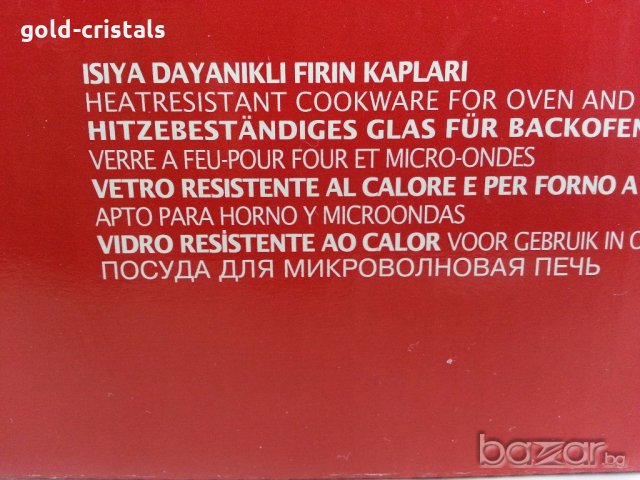 gold-cristals
ISIYA DAYANIKLI FIRIN KAPLARI
HEATRESISTANT COOKWARE FOR OVEN AND
HITZEBESTÄNDIGES GLAS FÜR BACKOFEN
VERRE A FEU-POUR FOUR ET MICRO-ONDES
VETRO RESISTENTE AL CALORE E PER FORNO A
APTO PARA HORNO Y MICROONDAS
VIDRO RESİSTENTE AO CALOR VOOR GEBRUIK IN
ПОСУДА ДЛЯ МИКРОВОЛНОВАЯ ПЕЧЬ
bazar.bg